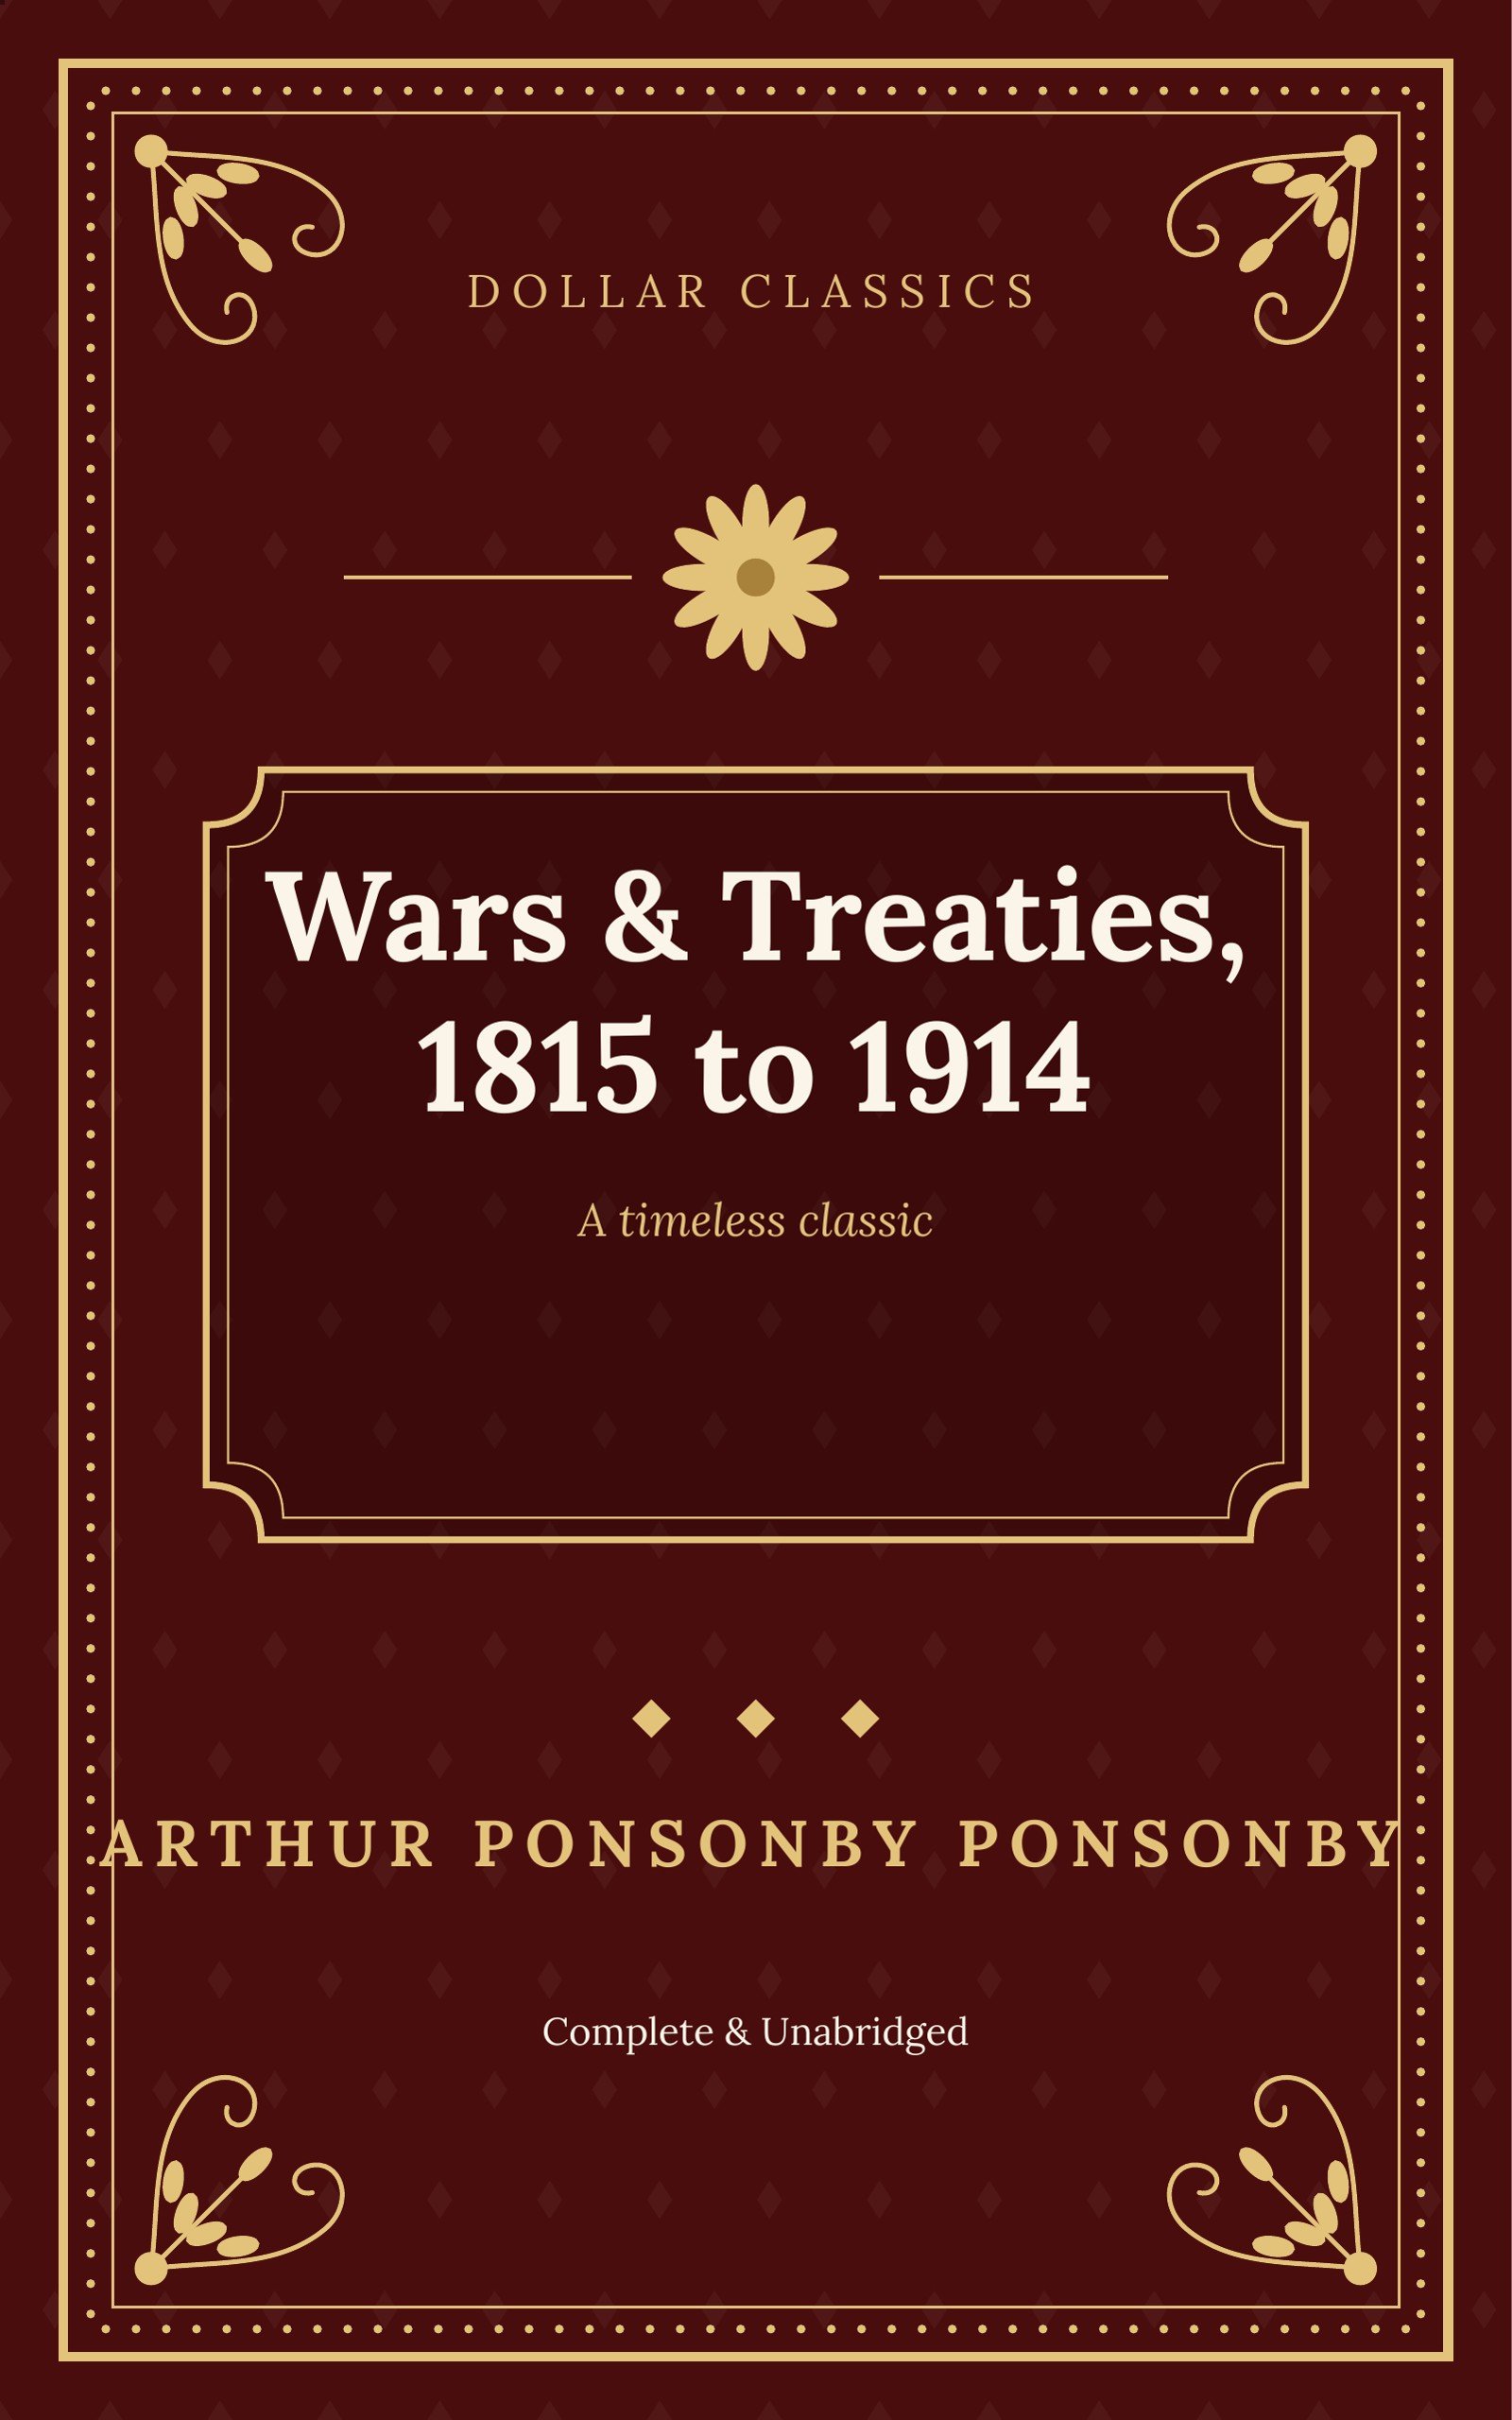 DOLLAR CLASSICS
Wars & Treaties,
1815 to 1914
A timeless classic
ARTHUR PONSONBY PONSONBY
Complete & Unabridged